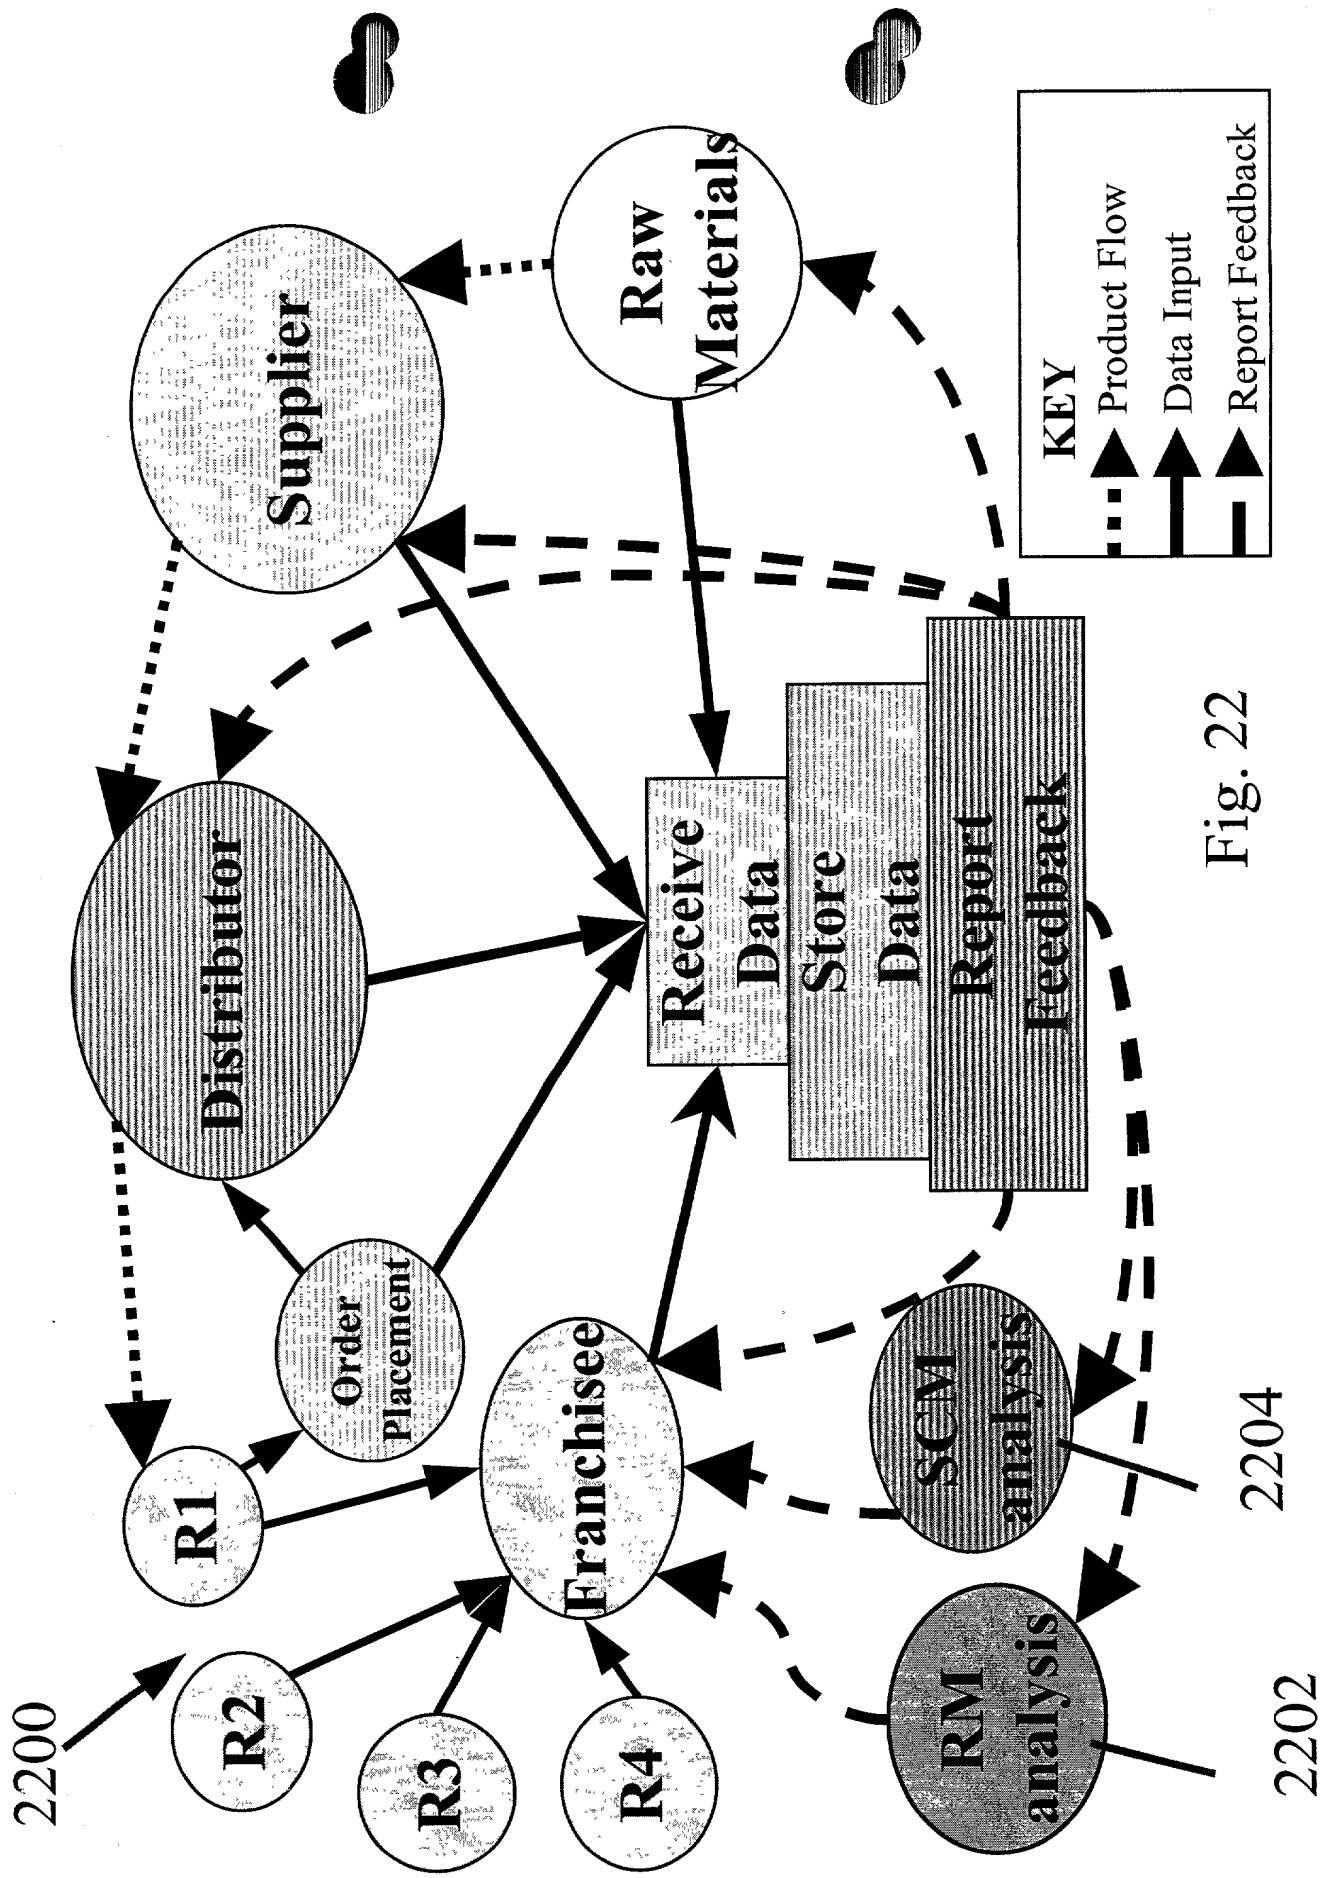 2200
R1
R2
R3
R4
Order
Placement
Distributor
Supplier
Franchisee
Receive
Data
Store
Data
Report
Feedback
Raw
Materials
RM
analysis
SCM
analysis
2202
2204
KEY
Product Flow
Data Input
Report Feedback
Fig. 22